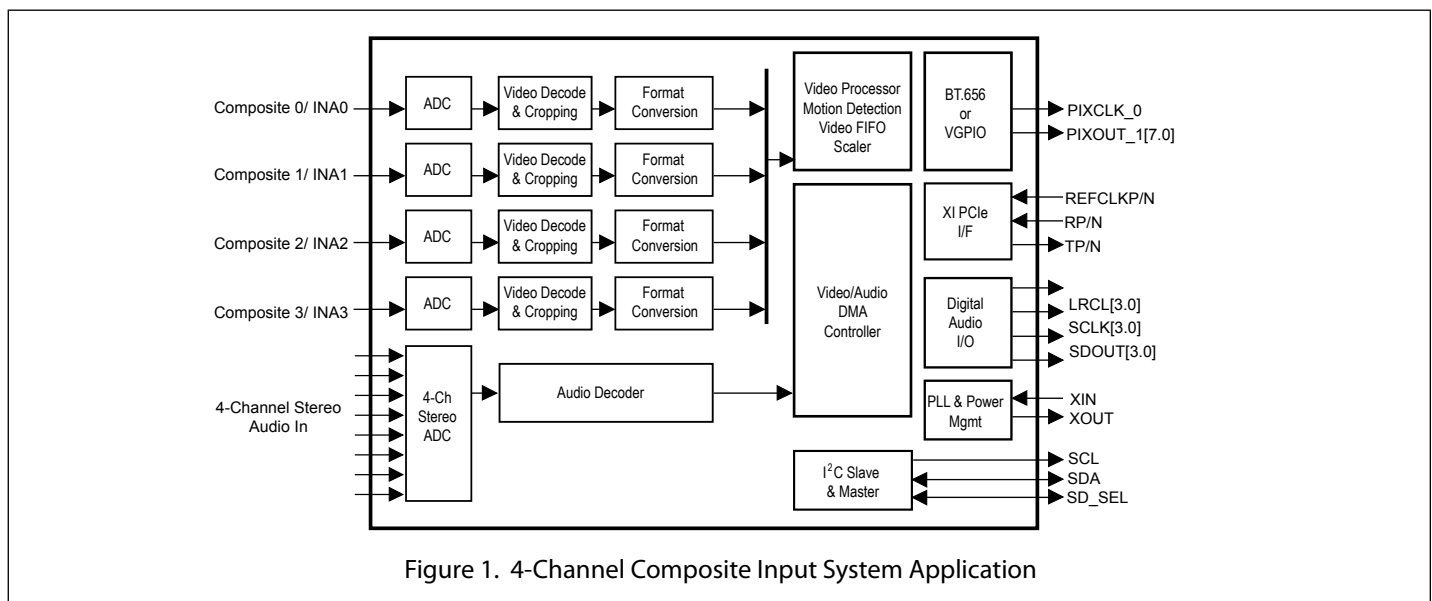 Composite 0/ INA0
ADC
Video Decode
& Cropping
Format
Conversion
Composite 1/ INA1
ADC
Video Decode
& Cropping
Format
Conversion
Composite 2/ INA2
ADC
Video Decode
& Cropping
Format
Conversion
Composite 3/ INA3
ADC
Video Decode
& Cropping
Format
Conversion
4-Channel Stereo
Audio In
4-Ch
Stereo
ADC
Audio Decoder
Video Processor
Motion Detection
Video FIFO
Scaler
Video/Audio
DMA
Controller
I2C Slave
& Master
BT.656
or
VGPIO
PIXCLK_0
PIXOUT_1[7.0]
XI PCIe
I/F
REFCLKP/N
RP/N
TP/N
Digital
Audio
I/O
LRCL[3.0]
SCLK[3.0]
SDOUT[3.0]
PLL & Power
Mgmt
XIN
XOUT
SCL
SDA
SD_SEL
Figure 1. 4-Channel Composite Input System Application